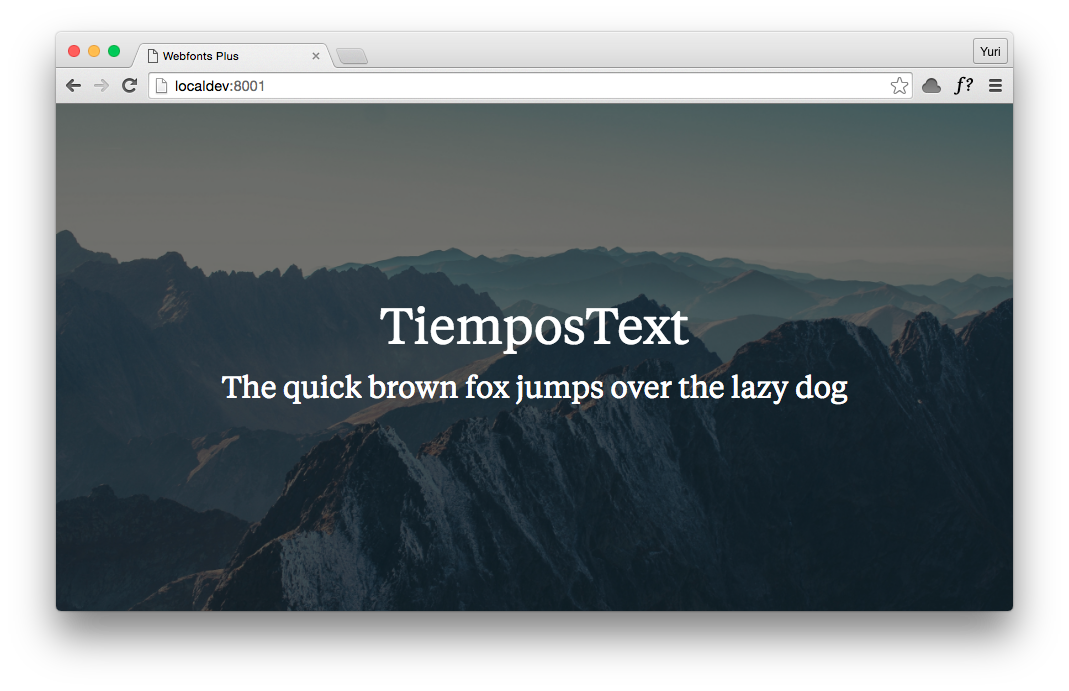 Webfonts Plus
Yuri
localdev:8001
f?
TiemposText
The quick brown fox jumps over the lazy dog